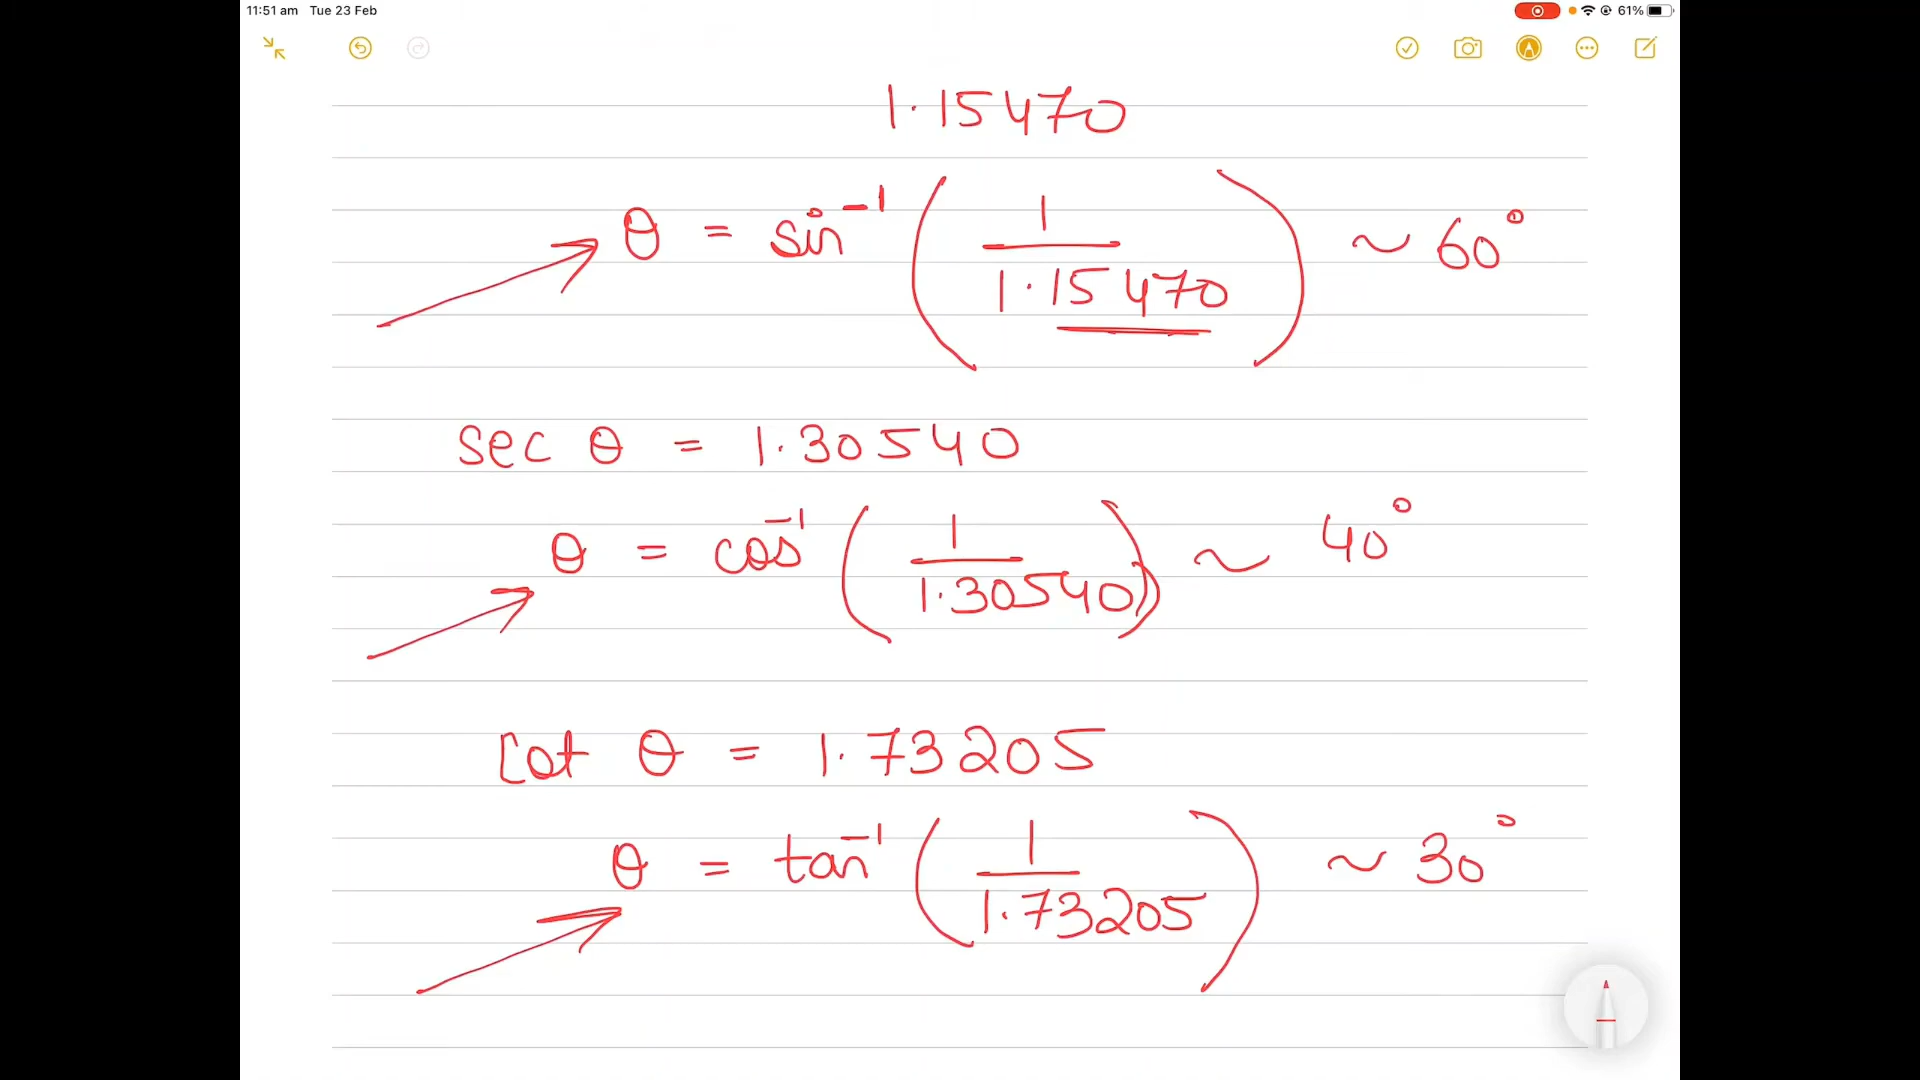 11:51 am Tue 23 Feb 61%
1.15470
θ = sin⁻¹ (1/1.15470) ~ 60°
sec θ = 1.30540
θ = cos⁻¹ (1/1.30540)) ~ 40°
cot θ = 1.73205
θ = tan⁻¹ (1/1.73205) ~ 30°